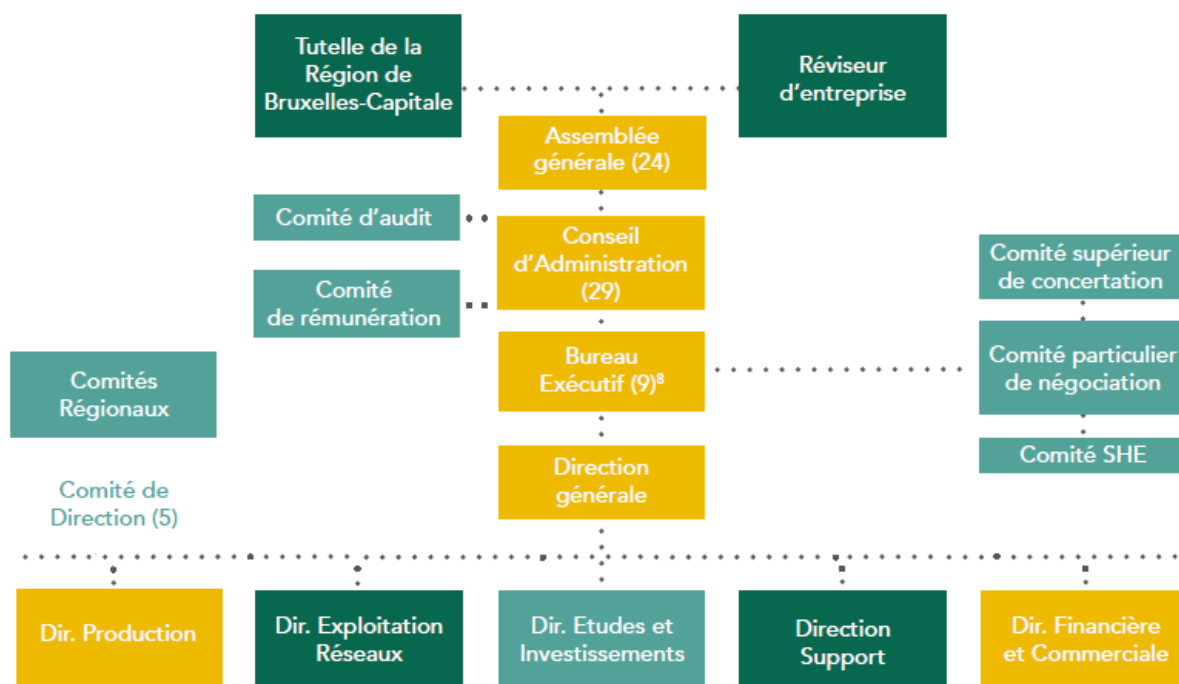 Tutelle de la
Région de
Bruxelles-Capitale
Réviseur
d'entreprise
Assemblée
générale (24)
Comité d'audit
Conseil
d'Administration
(29)
Comité
de rémunération
Comité supérieur
de concertation
Bureau
Exécutif (9)⁸
Comité particulier
de négociation
Comités
Régionaux
Comité SHE
Direction
générale
Comité de
Direction (5)
Dir. Production
Dir. Exploitation
Réseaux
Dir. Etudes et
Investissements
Direction
Support
Dir. Financière
et Commerciale